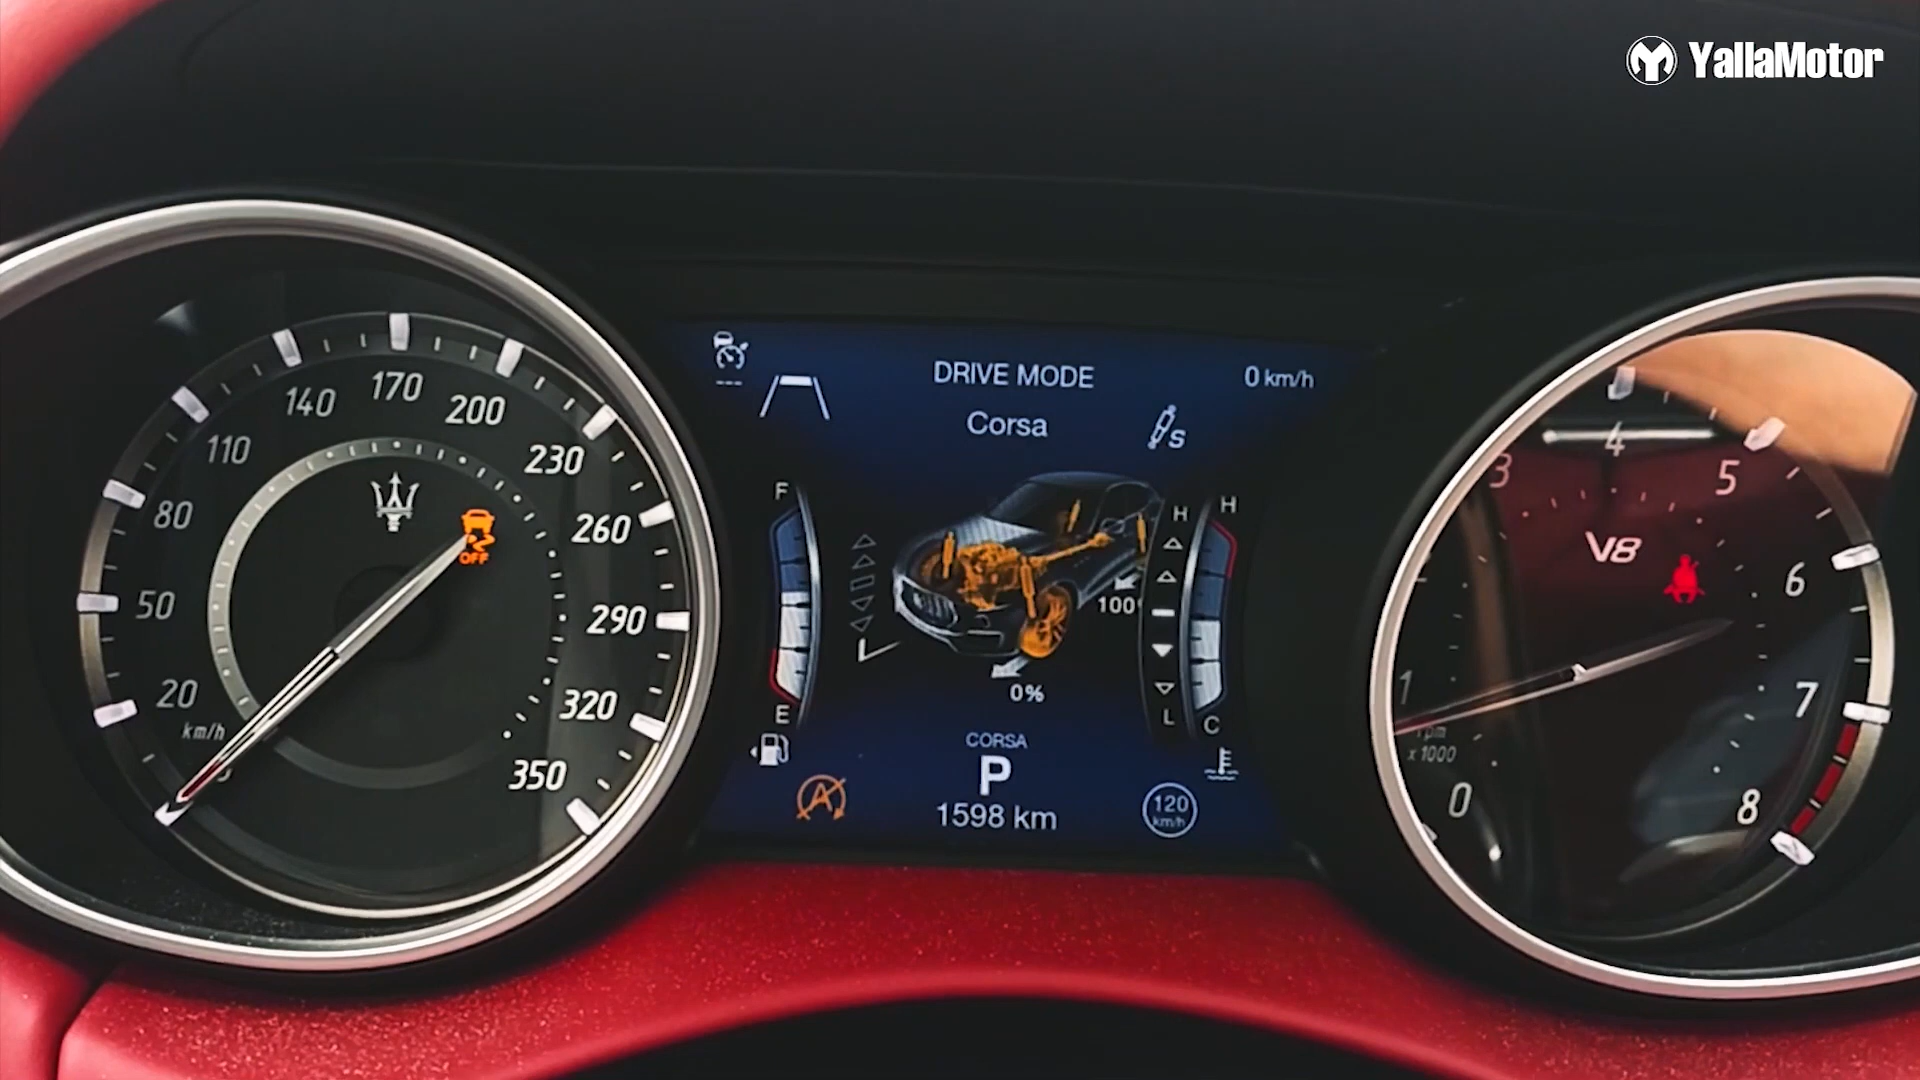 YallaMotor
20
50
80
110
140
170
200
230
260
290
320
350
km/h
OFF
DRIVE MODE
0 km/h
Corsa
S
F
E
H
L
H
C
100
0%
CORSA
P
1598 km
120
km/h
0
1
3
4
5
6
7
8
V8
rpm
x 1000